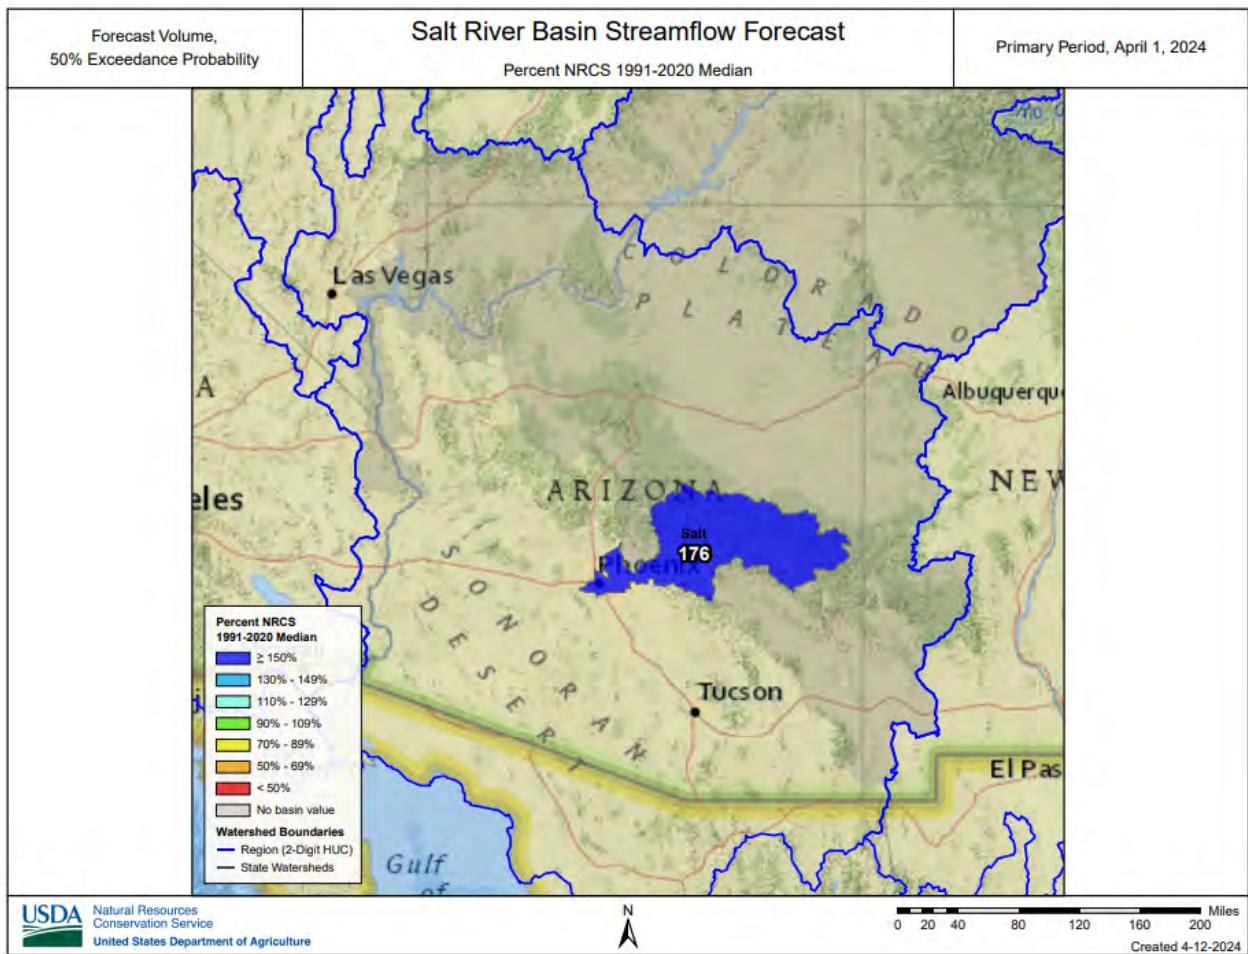 Forecast Volume,
50% Exceedance Probability
Salt River Basin Streamflow Forecast
Percent NRCS 1991-2020 Median
Primary Period, April 1, 2024
Las Vegas
COLORADO
PLATEAU
A
Albuquerque
ARIZONA
NEW
eles
Salt
176
Phoenix
SONORAN
DESERT
Tucson
El Pas
Gulf
of
Percent NRCS
1991-2020 Median
≥ 150%
130% - 149%
110% - 129%
90% - 109%
70% - 89%
50% - 69%
< 50%
No basin value
Watershed Boundaries
Region (2-Digit HUC)
State Watersheds
USDA
Natural Resources
Conservation Service
United States Department of Agriculture
N
0 20 40 80 120 160 200
Miles
Created 4-12-2024